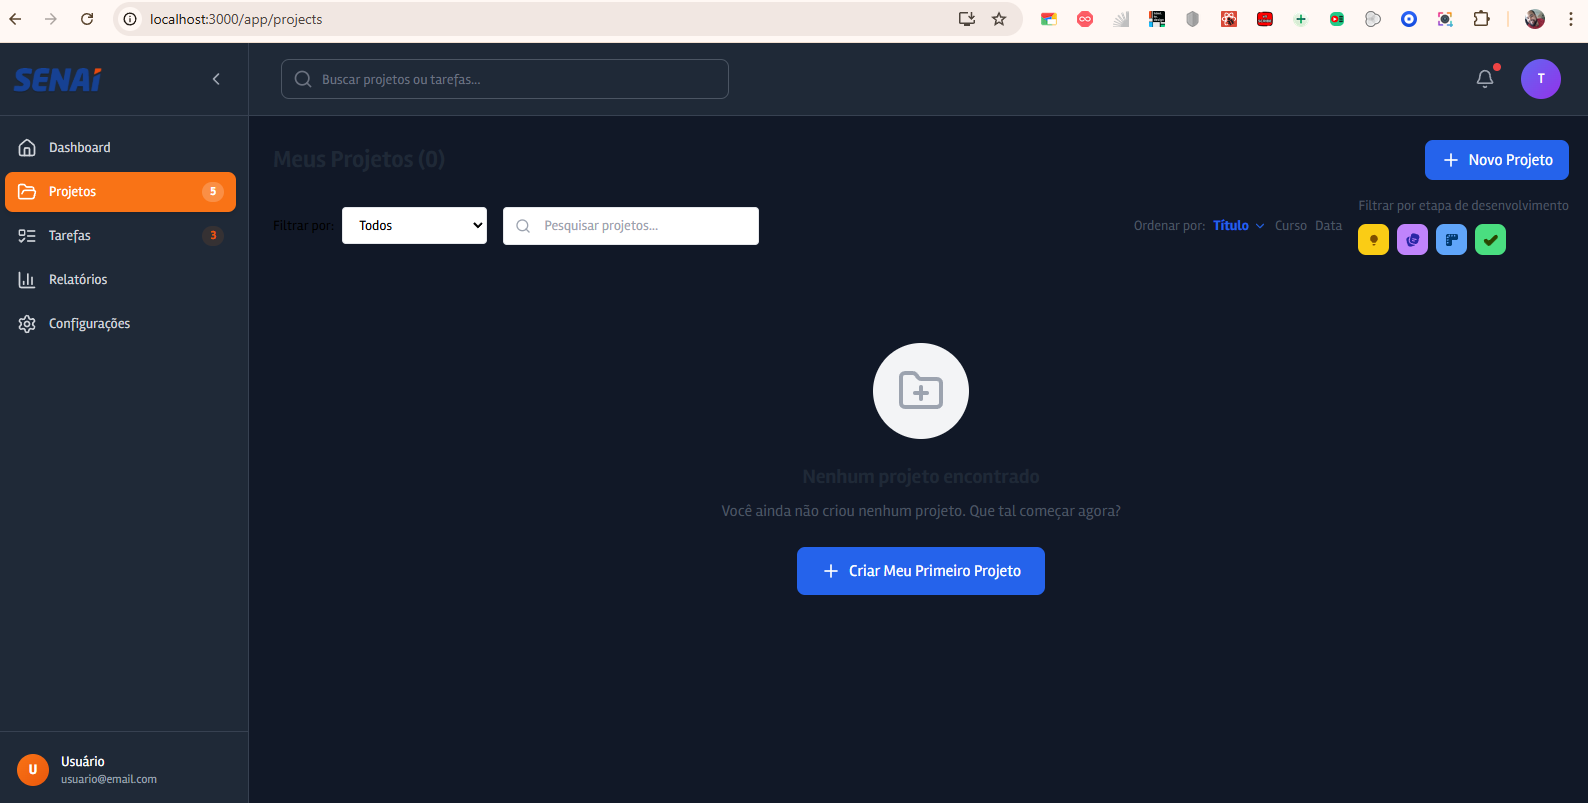 localhost:3000/app/projects
SENAI
Buscar projetos ou tarefas...
T
Dashboard
Projetos 5
Tarefas 3
Relatórios
Configurações
Meus Projetos (0)
Novo Projeto
Filtrar por: Todos
Pesquisar projetos...
Ordenar por: Título Curso Data
Filtrar por etapa de desenvolvimento
Nenhum projeto encontrado
Você ainda não criou nenhum projeto. Que tal começar agora?
Criar Meu Primeiro Projeto
U
Usuário
usuario@email.com